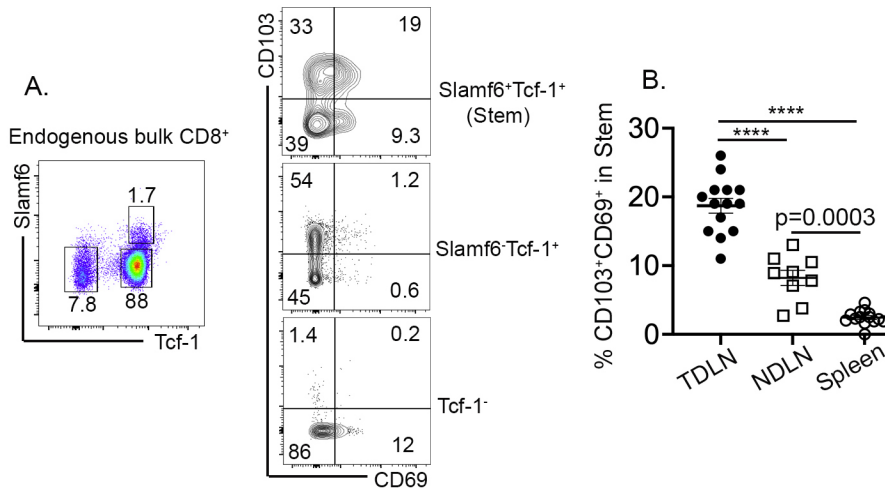 A.
Endogenous bulk CD8⁺
Slamf6
1.7
7.8
88
Tcf-1
CD103
33
19
39
9.3
Slamf6⁺Tcf-1⁺
(Stem)
54
1.2
45
0.6
Slamf6⁻Tcf-1⁺
1.4
0.2
86
12
Tcf-1⁻
CD69
B.
% CD103⁺CD69⁺ in Stem
30
20
10
0
****
****
p=0.0003
TDLN
NDLN
Spleen